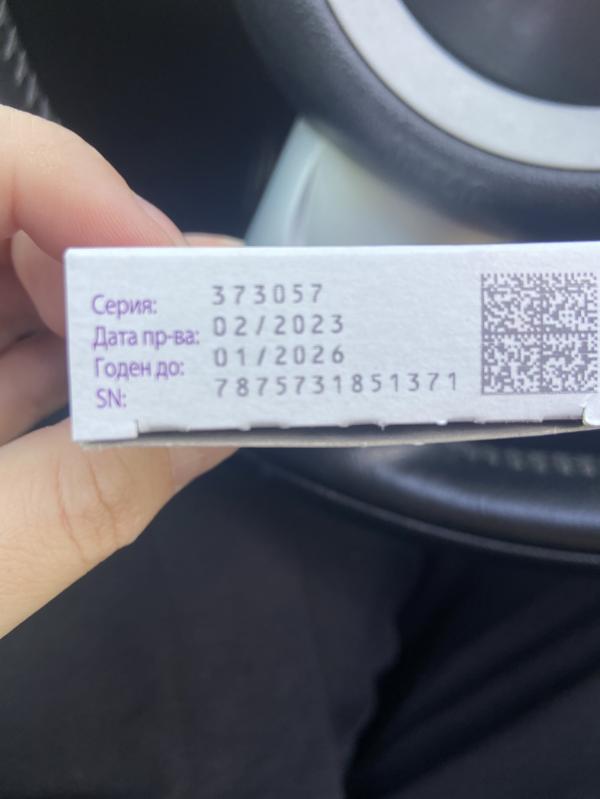 Серия: 373057
Дата пр-ва: 02/2023
Годен до: 01/2026
SN: 7875731851371